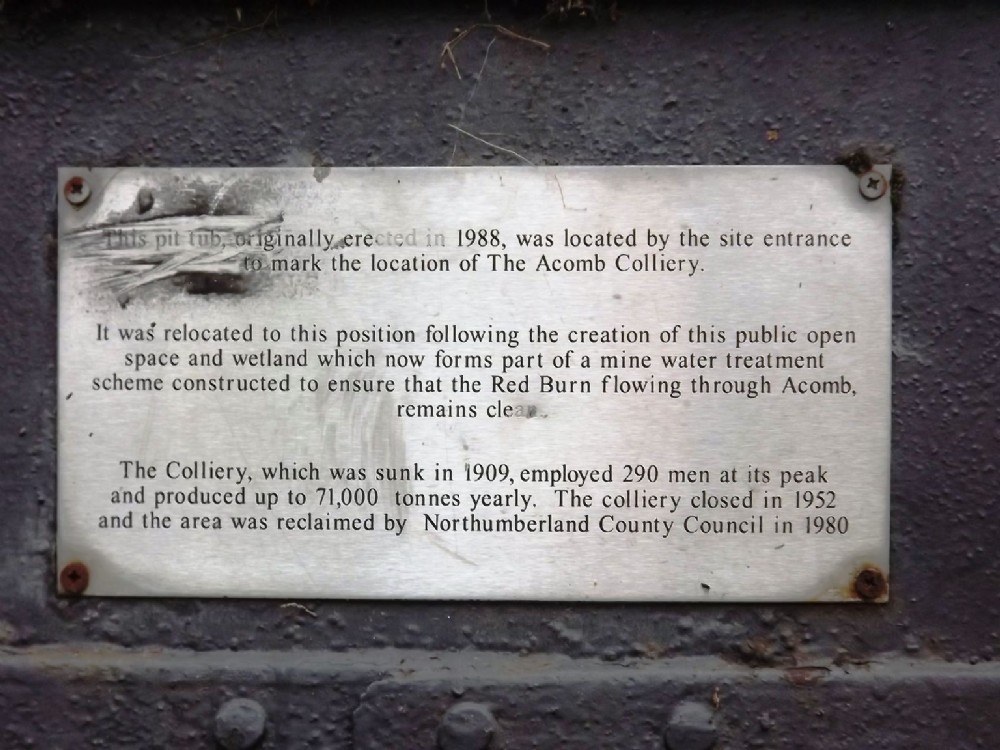 This pit tub, originally erected in 1988, was located by the site entrance
to mark the location of The Acomb Colliery.
It was relocated to this position following the creation of this public open
space and wetland which now forms part of a mine water treatment
scheme constructed to ensure that the Red Burn flowing through Acomb,
remains clean.
The Colliery, which was sunk in 1909, employed 290 men at its peak
and produced up to 71,000 tonnes yearly. The colliery closed in 1952
and the area was reclaimed by Northumberland County Council in 1980